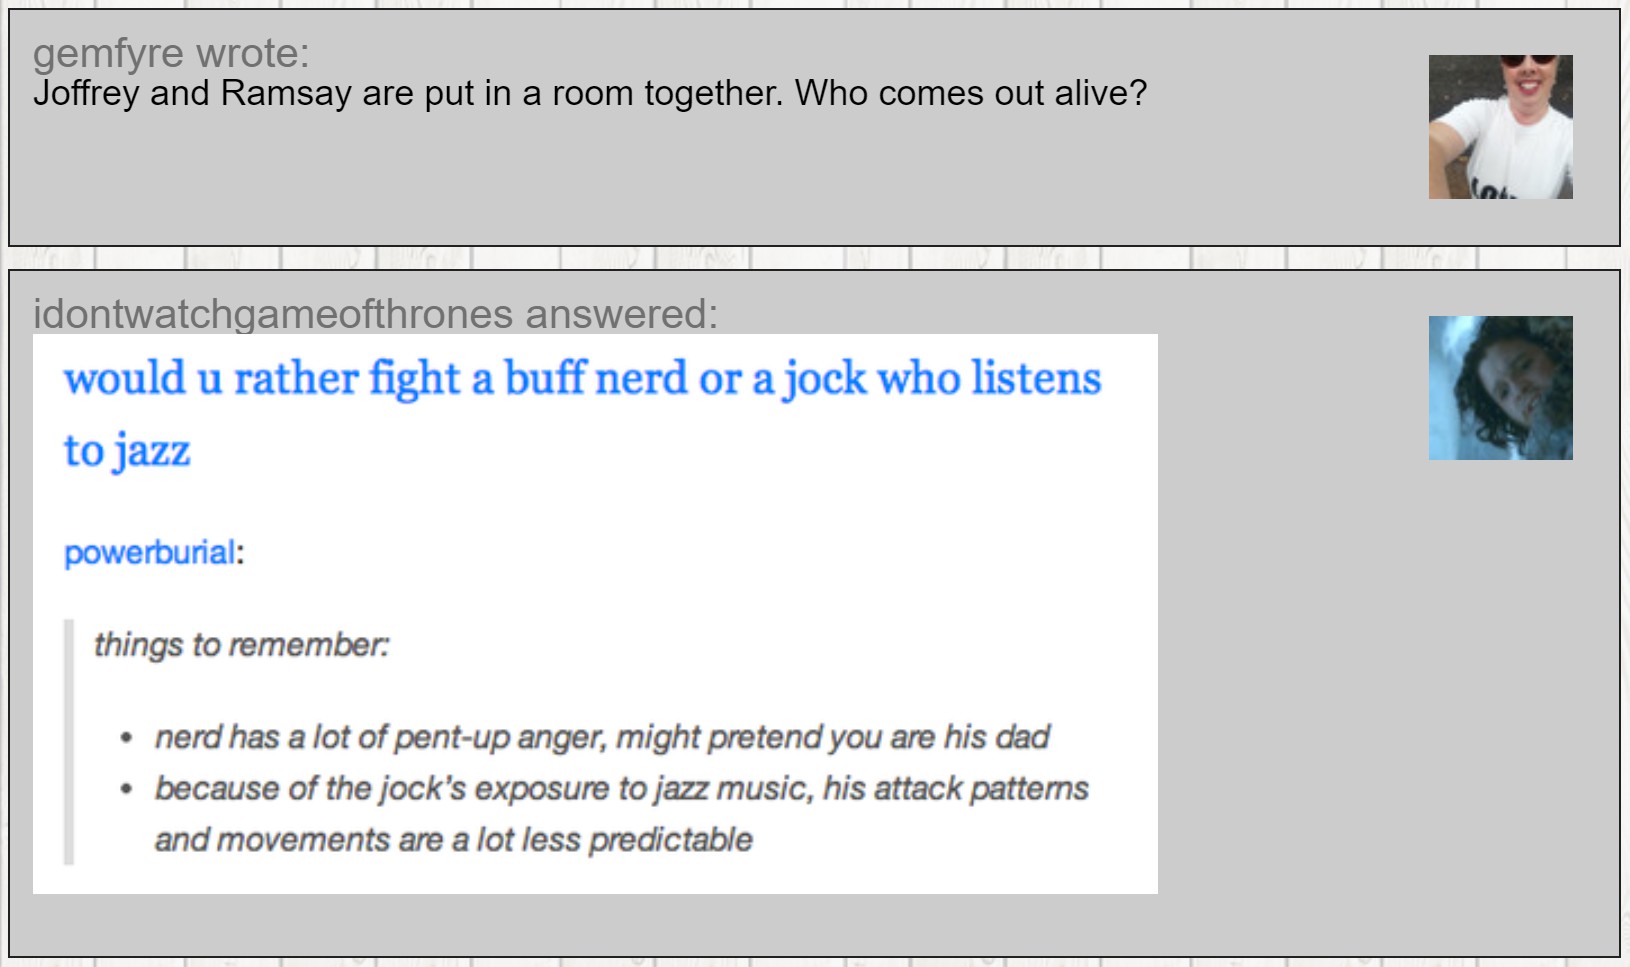 gemfyre wrote:
Joffrey and Ramsay are put in a room together. Who comes out alive?
idontwatchgameofthrones answered:
would u rather fight a buff nerd or a jock who listens
to jazz
powerburial:
things to remember:
• nerd has a lot of pent-up anger, might pretend you are his dad
• because of the jock's exposure to jazz music, his attack patterns
and movements are a lot less predictable